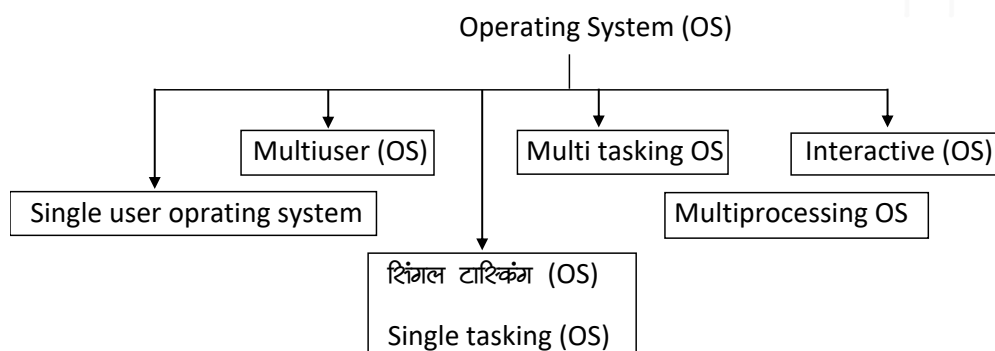 Operating System (OS)
Multiuser (OS)
Multi tasking OS
Interactive (OS)
Single user oprating system
Multiprocessing OS
सिंगल टास्किंग (OS)
Single tasking (OS)